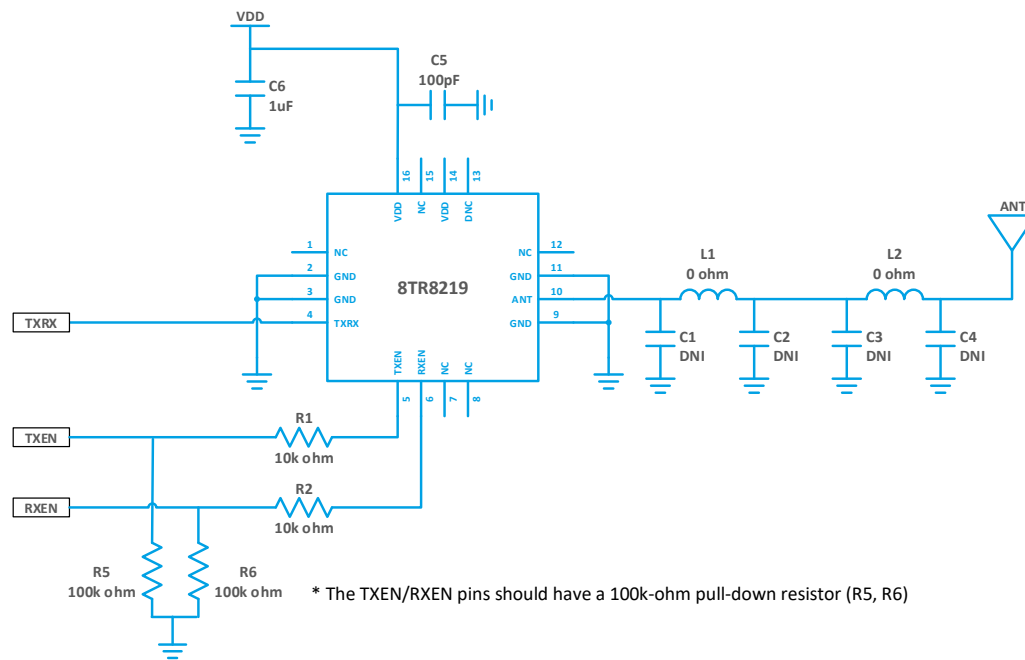 VDD
C5
100pF
C6
1uF
16
15
14
13
VDD
NC
VDD
DNC
ANT
1
NC
NC
12
2
GND
GND
11
L1
0 ohm
L2
0 ohm
3
GND
8TR8219
ANT
10
TXRX
4
TXRX
GND
9
C1
DNI
C2
DNI
C3
DNI
C4
DNI
TXEN
RXEN
NC
NC
5
6
7
8
R1
TXEN
10k ohm
R2
RXEN
10k ohm
R5
100k ohm
R6
100k ohm
* The TXEN/RXEN pins should have a 100k-ohm pull-down resistor (R5, R6)